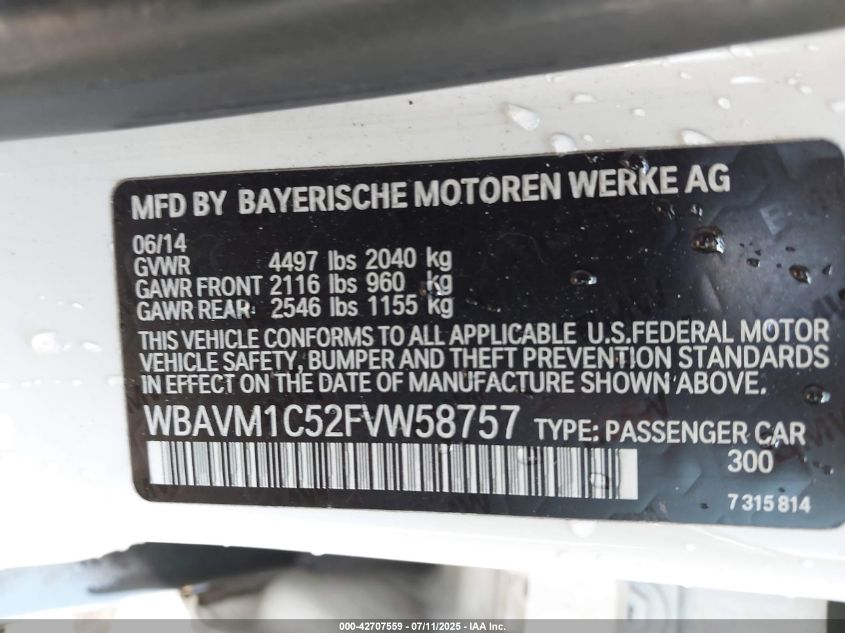 MFD BY BAYERISCHE MOTOREN WERKE AG
06/14
GVWR 4497 lbs 2040 kg
GAWR FRONT 2116 lbs 960 kg
GAWR REAR: 2546 lbs 1155 kg
THIS VEHICLE CONFORMS TO ALL APPLICABLE U.S.FEDERAL MOTOR
VEHICLE SAFETY, BUMPER AND THEFT PREVENTION STANDARDS
IN EFFECT ON THE DATE OF MANUFACTURE SHOWN ABOVE.
WBAVM1C52FVW58757 TYPE: PASSENGER CAR
300
7 315 814
000-42707559 - 07/11/2025 - IAA Inc.